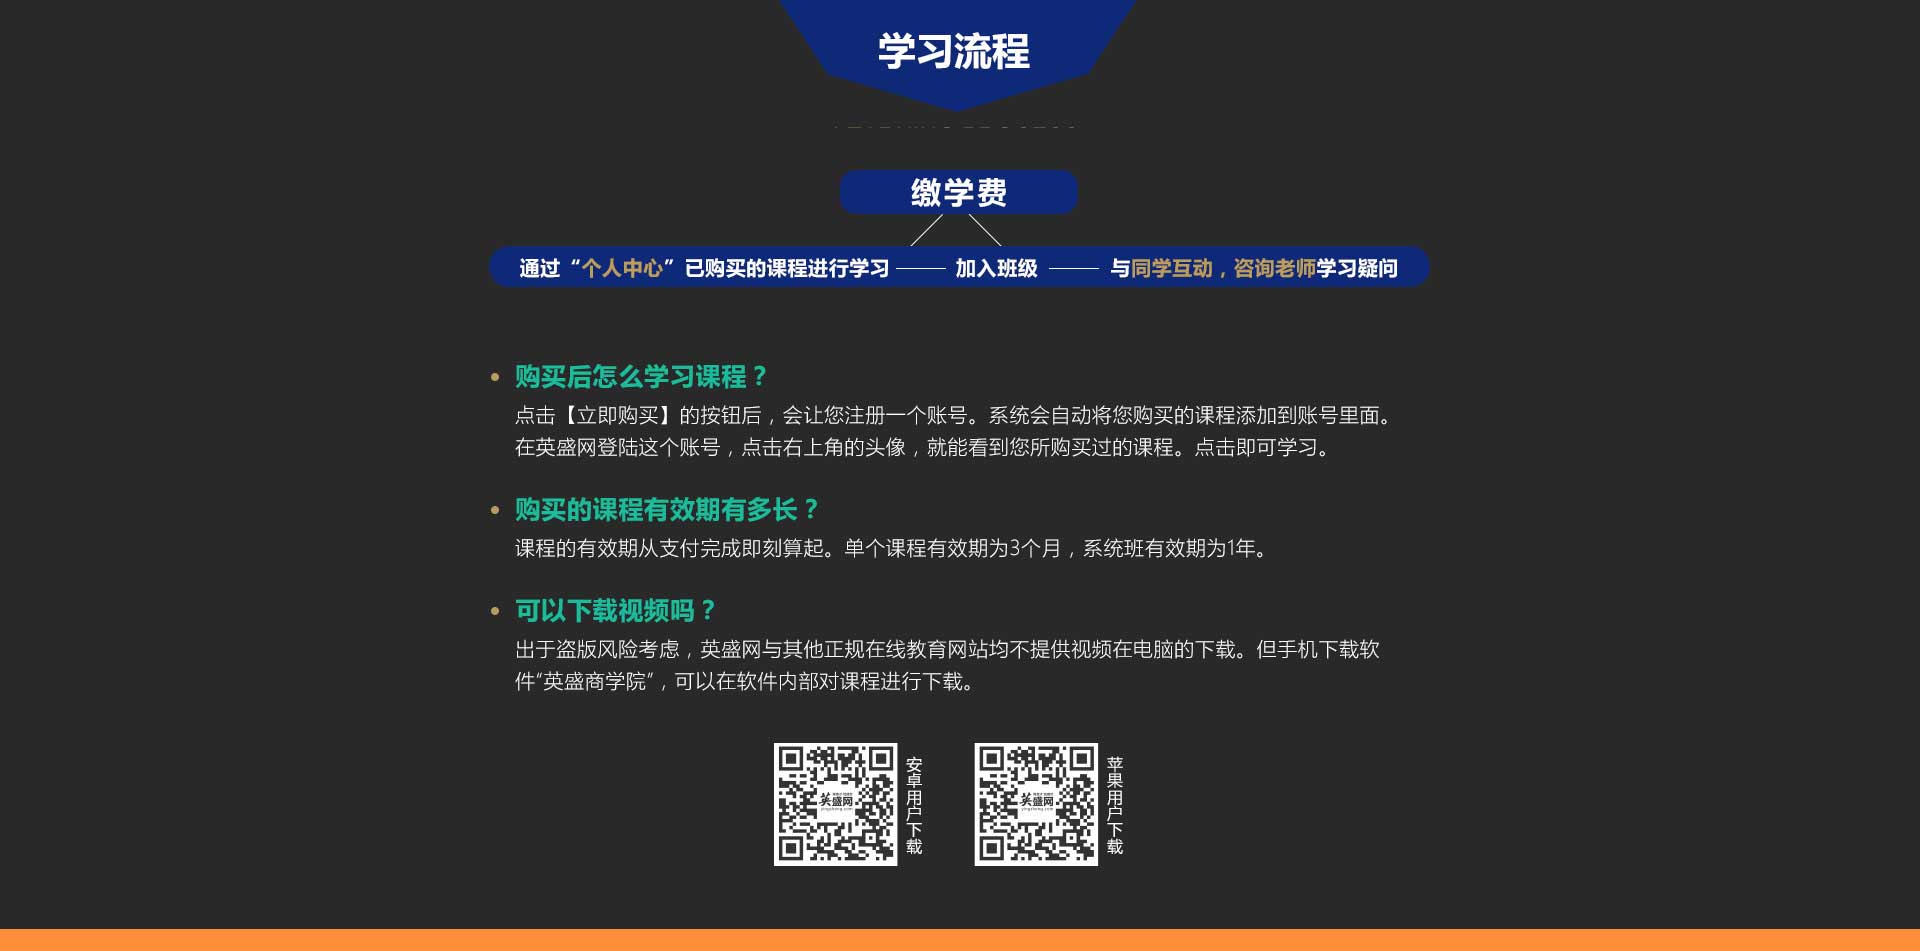 学习流程
缴学费
通过“个人中心”已购买的课程进行学习 加入班级 与同学互动，咨询老师学习疑问
购买后怎么学习课程？
点击【立即购买】的按钮后，会让您注册一个账号。系统会自动将您购买的课程添加到账号里面。
在英盛网登陆这个账号，点击右上角的头像，就能看到您所购买过的课程。点击即可学习。
购买的课程有效期有多长？
课程的有效期从支付完成即刻算起。单个课程有效期为3个月，系统班有效期为1年。
可以下载视频吗？
出于盗版风险考虑，英盛网与其他正规在线教育网站均不提供视频在电脑的下载。但手机下载软
件“英盛商学院”，可以在软件内部对课程进行下载。
英盛网
安卓用户下载
英盛网
苹果用户下载